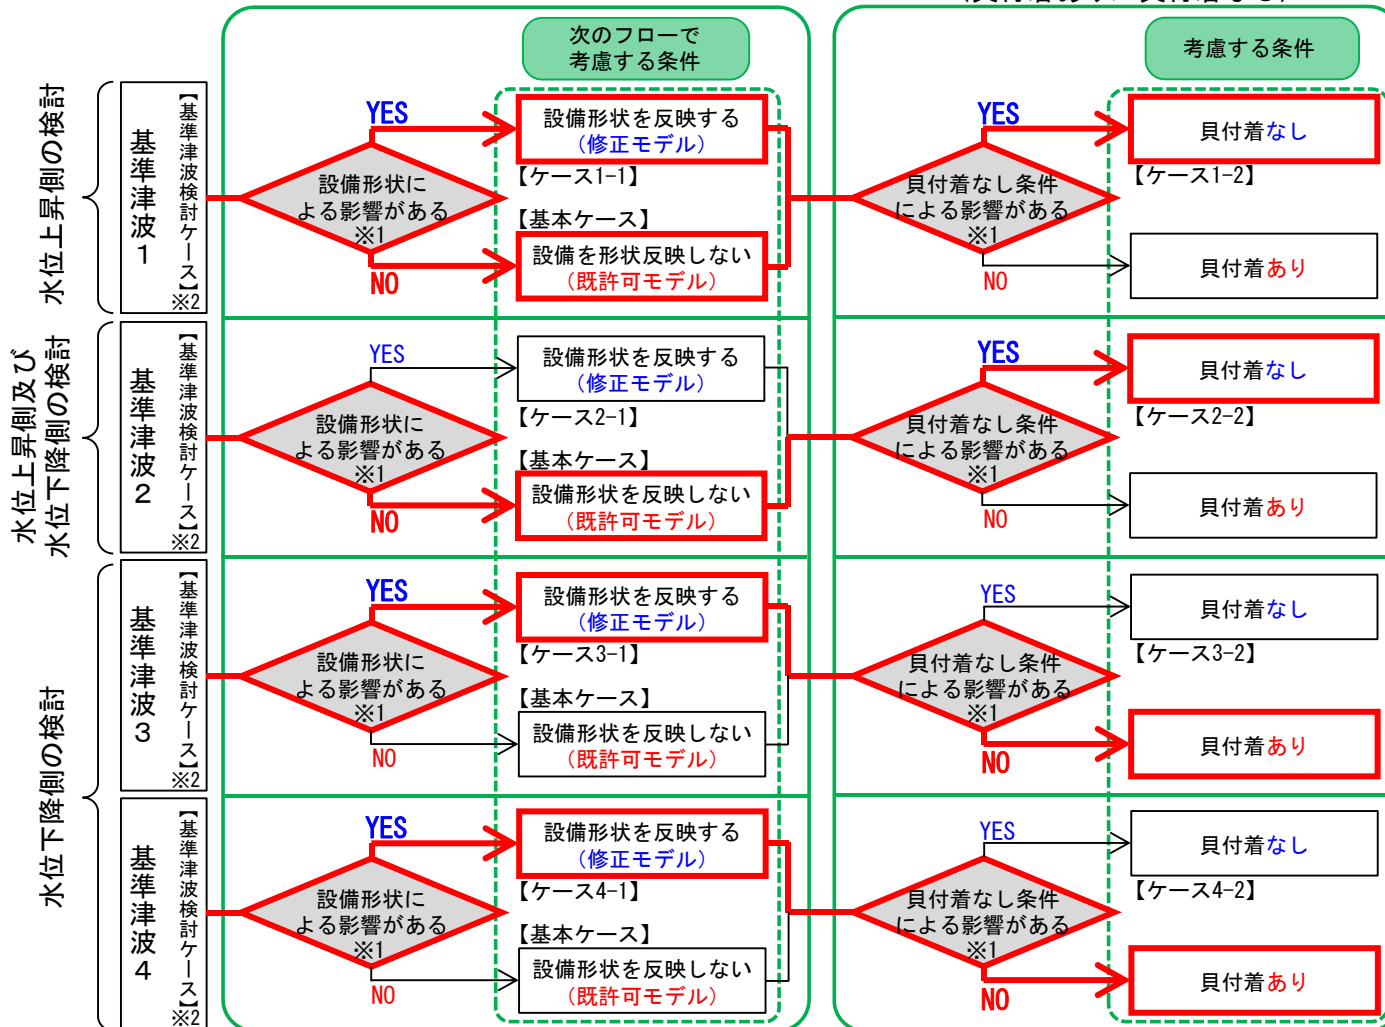 次のフローで
考慮する条件
考慮する条件
水位上昇側の検討
基準津波1
【基準津波検討ケース】※2
設備形状に
よる影響がある
※1
YES
設備形状を反映する
(修正モデル)
【ケース1-1】
【基本ケース】
NO
設備を形状反映しない
(既許可モデル)
貝付着なし条件
による影響がある
※1
YES
貝付着なし
【ケース1-2】
NO
貝付着あり
水位上昇側及び
水位下降側の検討
基準津波2
【基準津波検討ケース】※2
設備形状に
よる影響がある
※1
YES
設備形状を反映する
(修正モデル)
【ケース2-1】
【基本ケース】
NO
設備形状を反映しない
(既許可モデル)
貝付着なし条件
による影響がある
※1
YES
貝付着なし
【ケース2-2】
NO
貝付着あり
水位下降側の検討
基準津波3
【基準津波検討ケース】※2
設備形状に
よる影響がある
※1
YES
設備形状を反映する
(修正モデル)
【ケース3-1】
【基本ケース】
NO
設備形状を反映しない
(既許可モデル)
貝付着なし条件
による影響がある
※1
YES
貝付着なし
【ケース3-2】
NO
貝付着あり
基準津波4
【基準津波検討ケース】※2
設備形状に
よる影響がある
※1
YES
設備形状を反映する
(修正モデル)
【ケース4-1】
【基本ケース】
NO
設備形状を反映しない
(既許可モデル)
貝付着なし条件
による影響がある
※1
YES
貝付着なし
【ケース4-2】
NO
貝付着あり